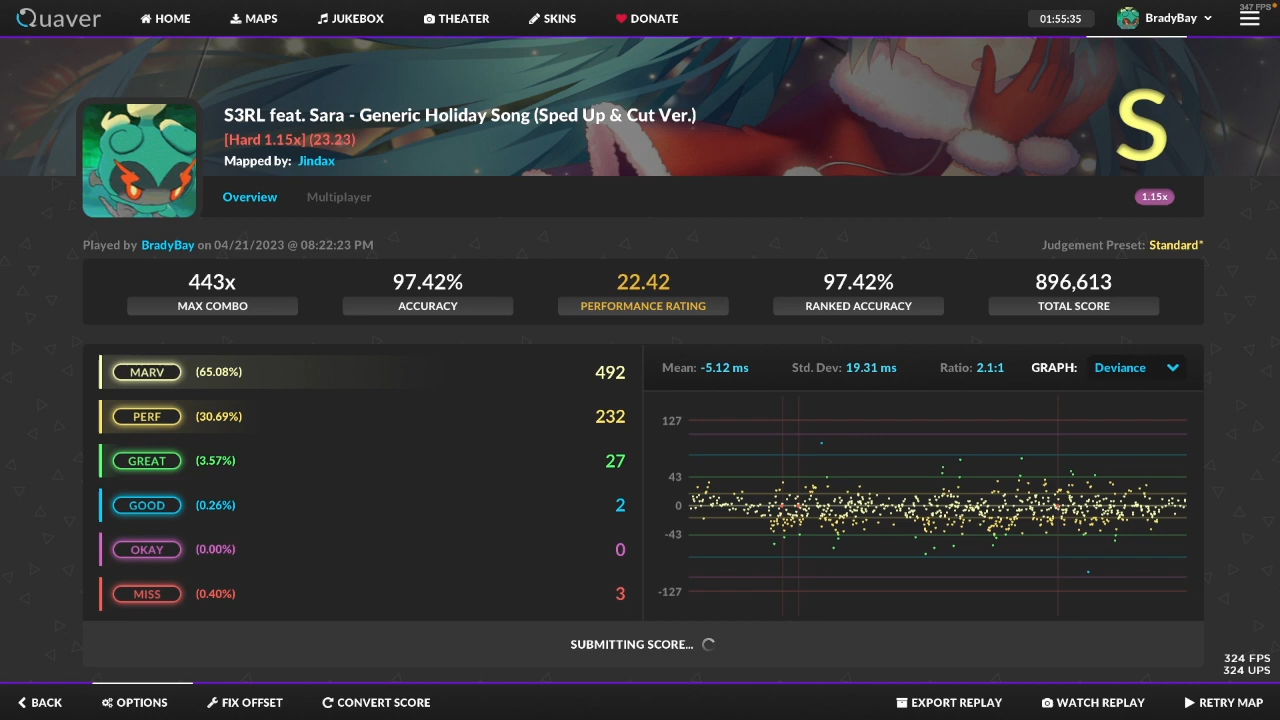 Quaver HOME MAPS JUKEBOX THEATER SKINS DONATE 01:55:35 BradyBay 347 FPS
S3RL feat. Sara - Generic Holiday Song (Sped Up & Cut Ver.)
[Hard 1.15x] (23.23)
Mapped by: Jindax
S
Overview Multiplayer 1.15x
Played by BradyBay on 04/21/2023 @ 08:22:23 PM Judgement Preset: Standard*
443x 97.42% 22.42 97.42% 896,613
MAX COMBO ACCURACY PERFORMANCE RATING RANKED ACCURACY TOTAL SCORE
MARV (65.08%) 492
PERF (30.69%) 232
GREAT (3.57%) 27
GOOD (0.26%) 2
OKAY (0.00%) 0
MISS (0.40%) 3
Mean: -5.12 ms Std. Dev: 19.31 ms Ratio: 2.1:1 GRAPH: Deviance
127
43
0
-43
-127
SUBMITTING SCORE...
324 FPS
324 UPS
BACK OPTIONS FIX OFFSET CONVERT SCORE EXPORT REPLAY WATCH REPLAY RETRY MAP